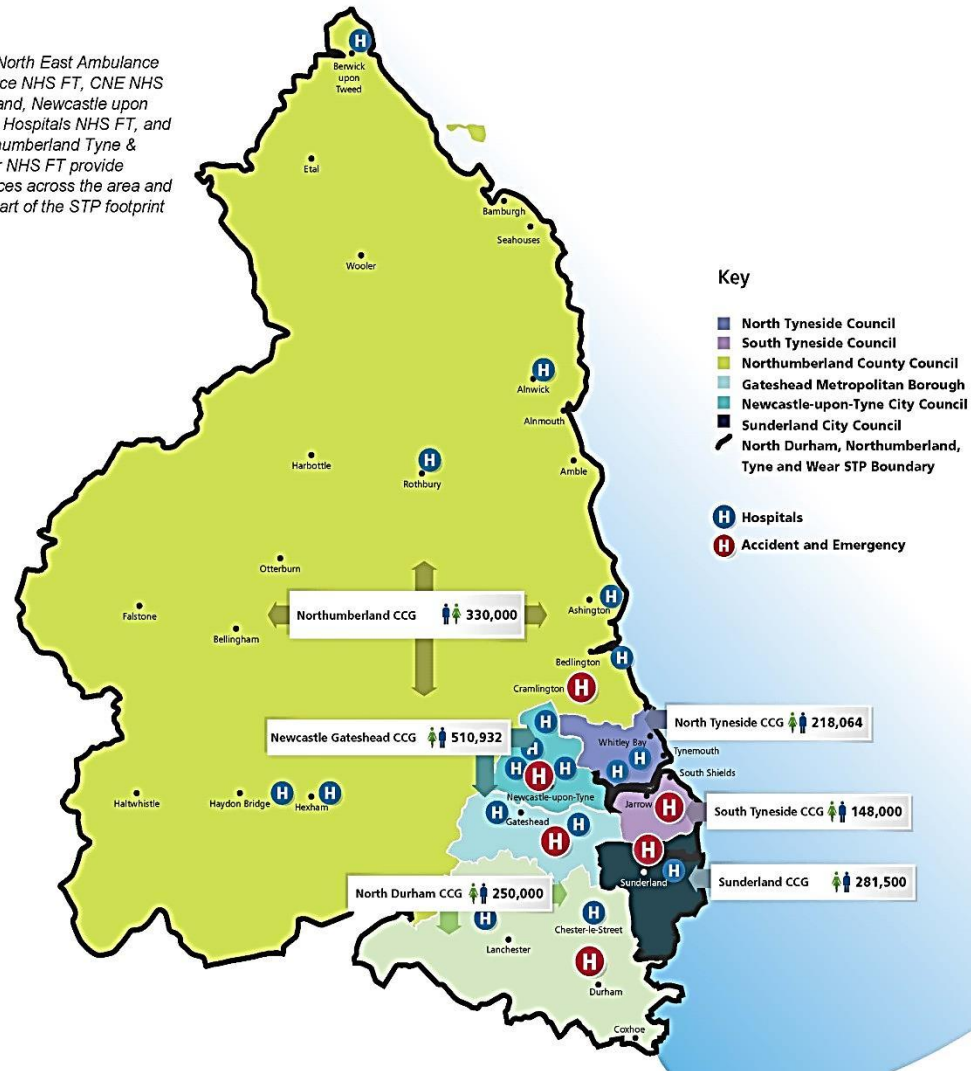 North East Ambulance
ce NHS FT, CNE NHS
and, Newcastle upon
Hospitals NHS FT, and
umberland Tyne &
r NHS FT provide
ces across the area and
art of the STP footprint
H
Berwick
upon
Tweed
Etal
Bamburgh
Seahouses
Wooler
Key
North Tyneside Council
South Tyneside Council
Northumberland County Council
Gateshead Metropolitan Borough
Newcastle-upon-Tyne City Council
Sunderland City Council
North Durham, Northumberland,
Tyne and Wear STP Boundary
H Hospitals
H Accident and Emergency
H
Alnwick
Alnmouth
Harbottle
H
Rothbury
Amble
Otterburn
Falstone
Bellingham
Northumberland CCG 330,000
Ashington H
Bedlington H
Cramlington H
North Tyneside CCG 218,064
Newcastle Gateshead CCG 510,932
H
H
H H H
Newcastle-upon-Tyne
Whitley Bay
H H
Tynemouth
South Shields
Haltwhistle
Haydon Bridge H
Hexham H
Jarrow H
South Tyneside CCG 148,000
H
Gateshead
H H
H
Sunderland H
Sunderland CCG 281,500
North Durham CCG 250,000
H
Lanchester
H
Chester-le-Street
H
Durham
Coxhoe